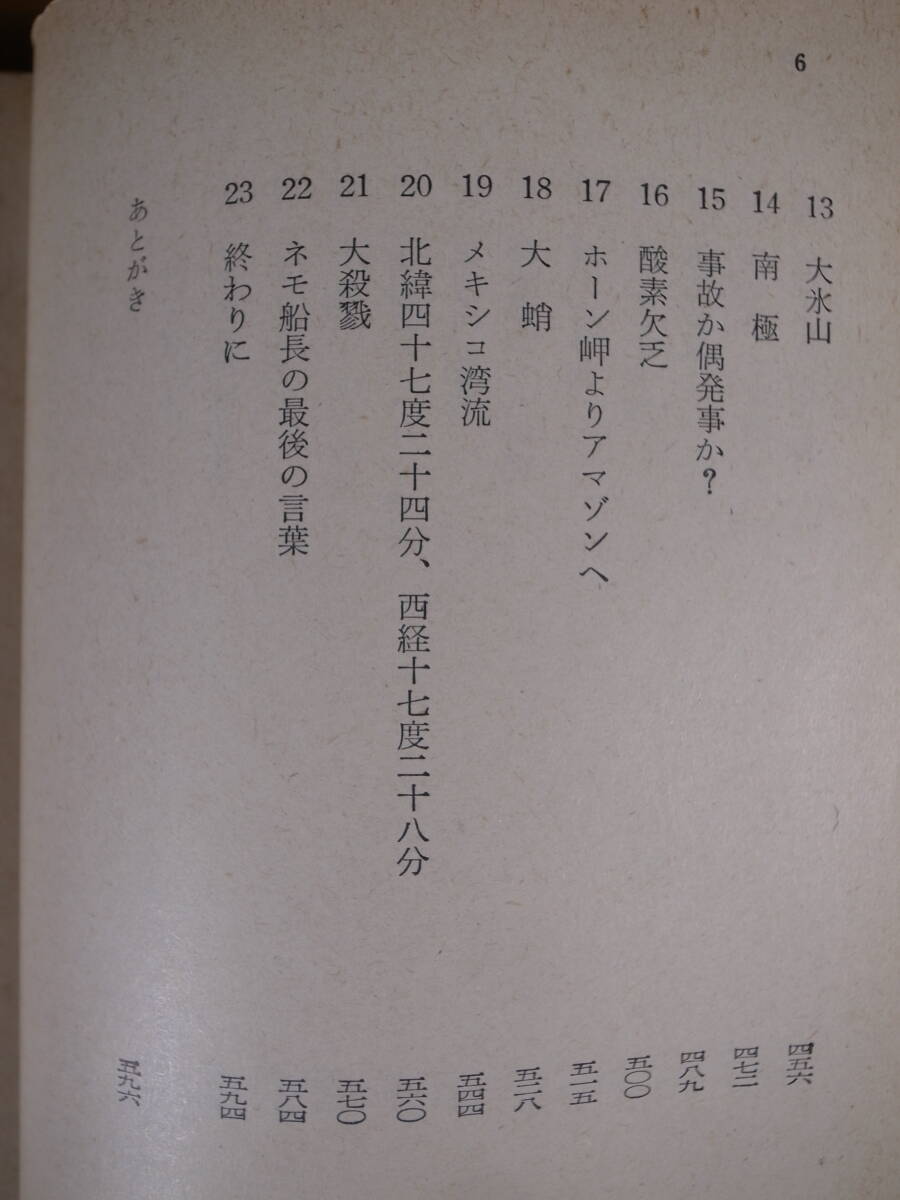 6
13 大氷山 四五六
14 南極 四七二
15 事故か偶発事か？ 四八九
16 酸素欠乏 五〇〇
17 ホーン岬よりアマゾンへ 五一五
18 大蛸 五二八
19 メキシコ湾流 五四四
20 北緯四十七度二十四分、西経十七度二十八分 五六〇
21 大殺戮 五七〇
22 ネモ船長の最後の言葉 五八四
23 終わりに 五九四
あとがき 五九六